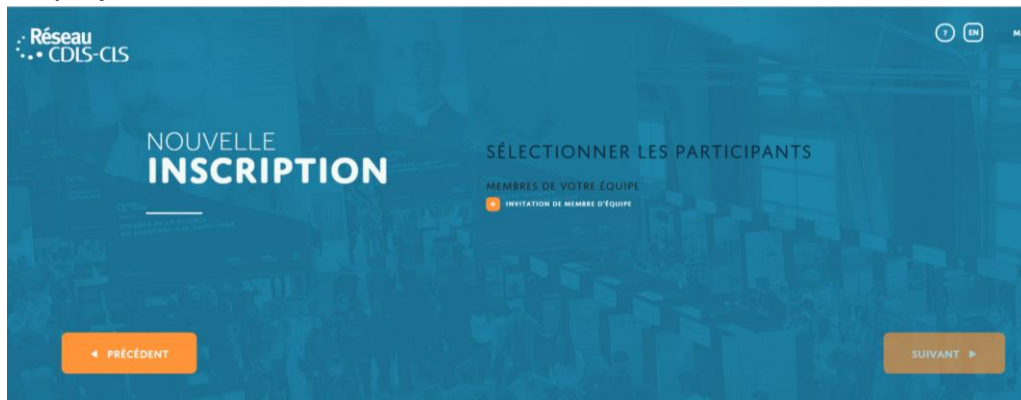 Réseau
CDLS-CLS
?
EN
NOUVELLE
INSCRIPTION
SÉLECTIONNER LES PARTICIPANTS
MEMBRES DE VOTRE ÉQUIPE
+ INVITATION DE MEMBRE D'ÉQUIPE
◄ PRÉCÉDENT
SUIVANT ►